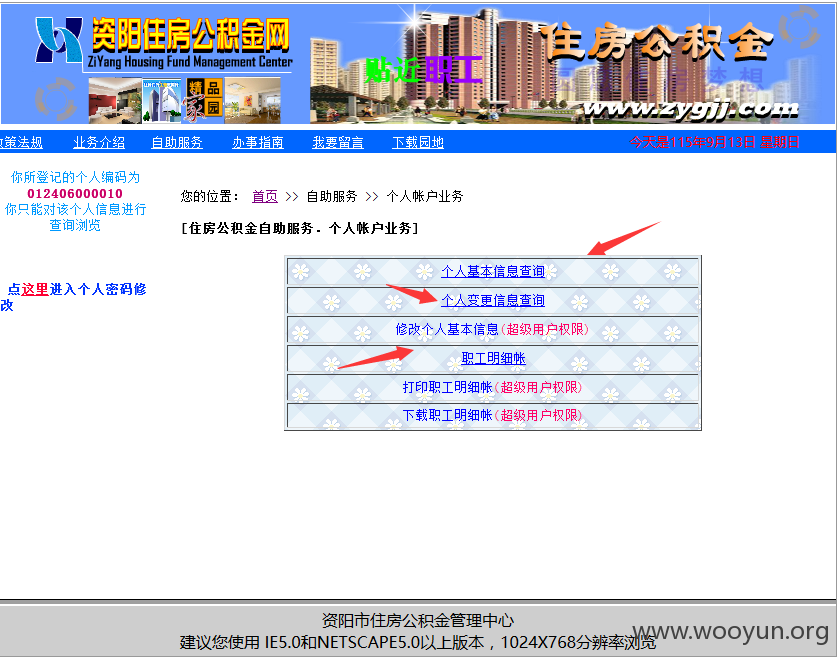 资阳住房公积金网
ZiYang Housing Fund Management Center
精品
家园
贴近职工
住房公积金
www.zygjj.com
政策法规 业务介绍 自助服务 办事指南 我要留言 下载园地 今天是115年9月13日 星期日
你所登记的个人编码为
012406000010
你只能对该个人信息进行
查询浏览
点这里进入个人密码修
改
您的位置： 首页 >> 自助服务 >> 个人帐户业务
[住房公积金自助服务．个人帐户业务]
个人基本信息查询
个人变更信息查询
修改个人基本信息(超级用户权限)
职工明细帐
打印职工明细帐(超级用户权限)
下载职工明细帐(超级用户权限)
资阳市住房公积金管理中心
建议您使用 IE5.0和NETSCAPE5.0以上版本，1024X768分辨率浏览
www.wooyun.org